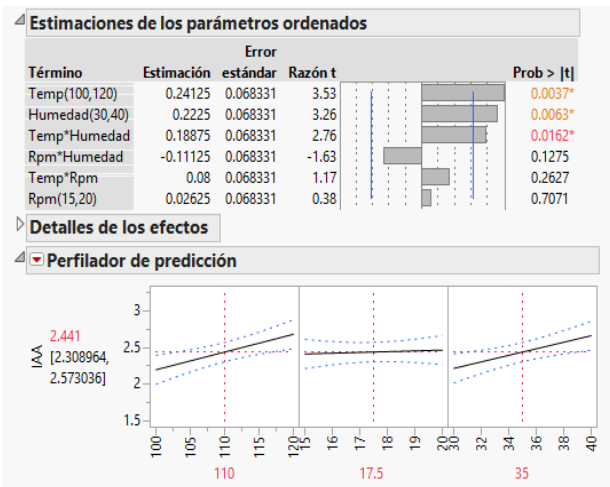 Estimaciones de los parámetros ordenados
Error
Término Estimación estándar Razón t Prob > |t|
Temp(100,120) 0.24125 0.068331 3.53 0.0037*
Humedad(30,40) 0.2225 0.068331 3.26 0.0063*
Temp*Humedad 0.18875 0.068331 2.76 0.0162*
Rpm*Humedad -0.11125 0.068331 -1.63 0.1275
Temp*Rpm 0.08 0.068331 1.17 0.2627
Rpm(15,20) 0.02625 0.068331 0.38 0.7071
Detalles de los efectos
Perfilador de predicción
IAA
2.441
[2.308964,
2.573036]
3
2.5
2
1.5
100 105 110 115 120 15 16 17 18 19 20 30 32 34 36 38 40
110 17.5 35